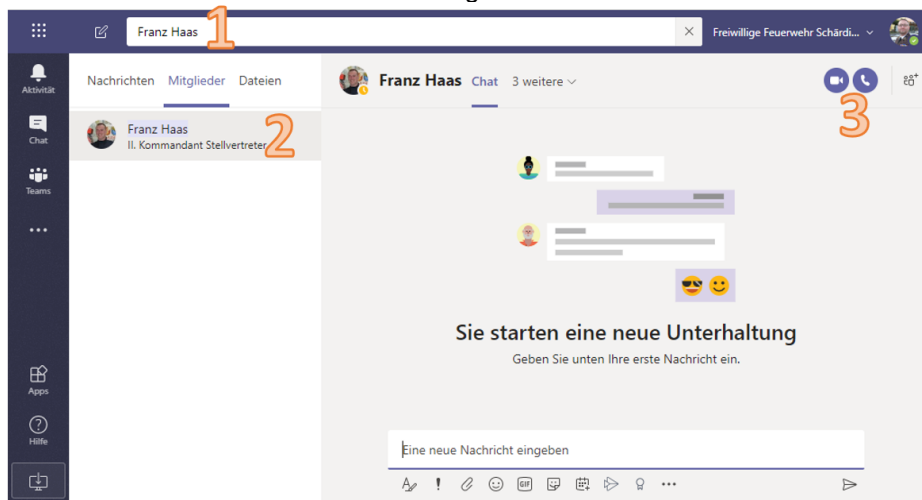 Franz Haas
1
Freiwillige Feuerwehr Schärdi...
Aktivität
Chat
Teams
Apps
Hilfe
Nachrichten Mitglieder Dateien
Franz Haas
II. Kommandant Stellvertreter
2
Franz Haas Chat 3 weitere
3
Sie starten eine neue Unterhaltung
Geben Sie unten Ihre erste Nachricht ein.
Eine neue Nachricht eingeben
GIF